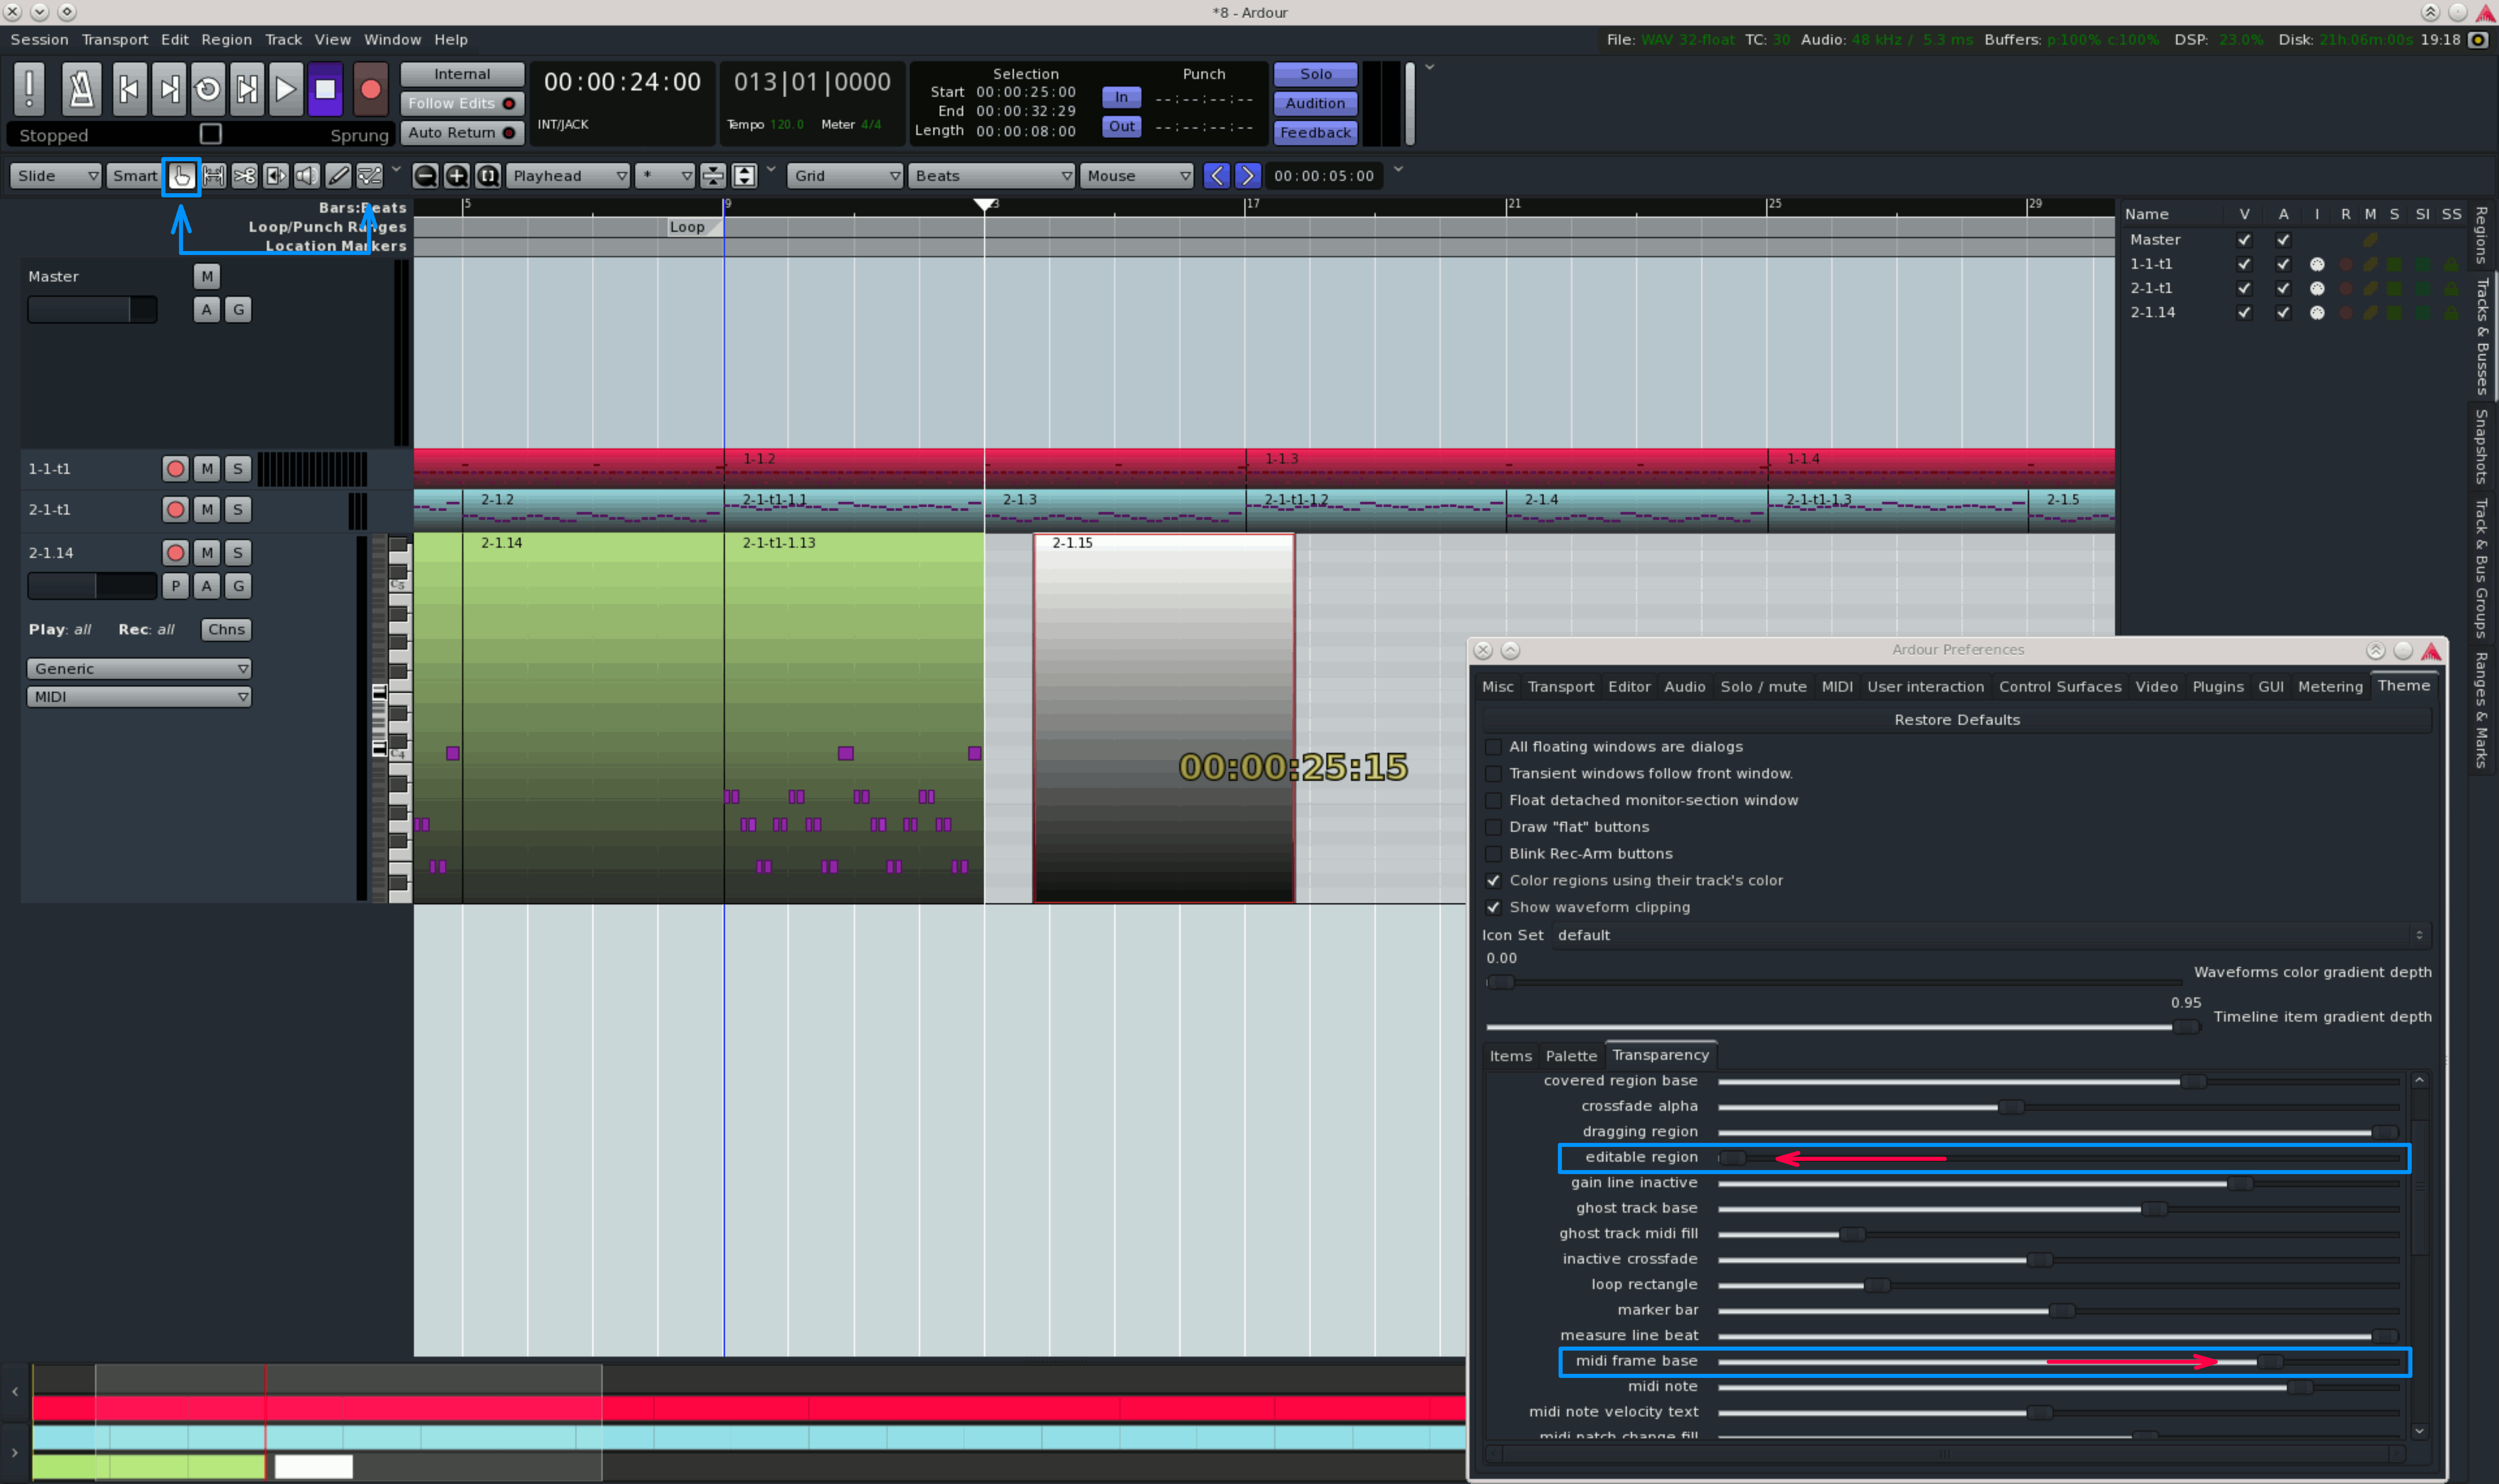 *8 - Ardour
Session Transport Edit Region Track View Window Help
File: WAV 32-float TC: 30 Audio: 48 kHz / 5.3 ms Buffers: p:100% c:100% DSP: 23.0% Disk: 21h:06m:00s 19:18
Internal
Follow Edits
Auto Return
Stopped
Sprung
00:00:24:00
INT/JACK
013|01|0000
Tempo 120.0 Meter 4/4
Selection
Start 00:00:25:00
End 00:00:32:29
Length 00:00:08:00
Punch
In --:--:--:--
Out --:--:--:--
Solo
Audition
Feedback
Slide Smart Playhead * Grid Beats Mouse 00:00:05:00
Bars:Beats
Loop/Punch Ranges
Location Markers
5 9 13 17 21 25 29
Loop
Master M
A G
1-1-t1 M S
2-1-t1 M S
2-1.14 M S
P A G
Play: all Rec: all Chns
Generic
MIDI
C5
C4
1-1.2 1-1.3 1-1.4
2-1.2 2-1-t1-1.1 2-1.3 2-1-t1-1.2 2-1.4 2-1-t1-1.3 2-1.5
2-1.14 2-1-t1-1.13 2-1.15
00:00:25:15
Name V A I R M S SI SS
Master
1-1-t1
2-1-t1
2-1.14
Regions
Tracks & Busses
Snapshots
Track & Bus Groups
Ranges & Marks
Ardour Preferences
Misc Transport Editor Audio Solo / mute MIDI User interaction Control Surfaces Video Plugins GUI Metering Theme
Restore Defaults
All floating windows are dialogs
Transient windows follow front window.
Float detached monitor-section window
Draw "flat" buttons
Blink Rec-Arm buttons
Color regions using their track's color
Show waveform clipping
Icon Set default
0.00
Waveforms color gradient depth
0.95
Timeline item gradient depth
Items Palette Transparency
covered region base
crossfade alpha
dragging region
editable region
gain line inactive
ghost track base
ghost track midi fill
inactive crossfade
loop rectangle
marker bar
measure line beat
midi frame base
midi note
midi note velocity text
midi patch change fill